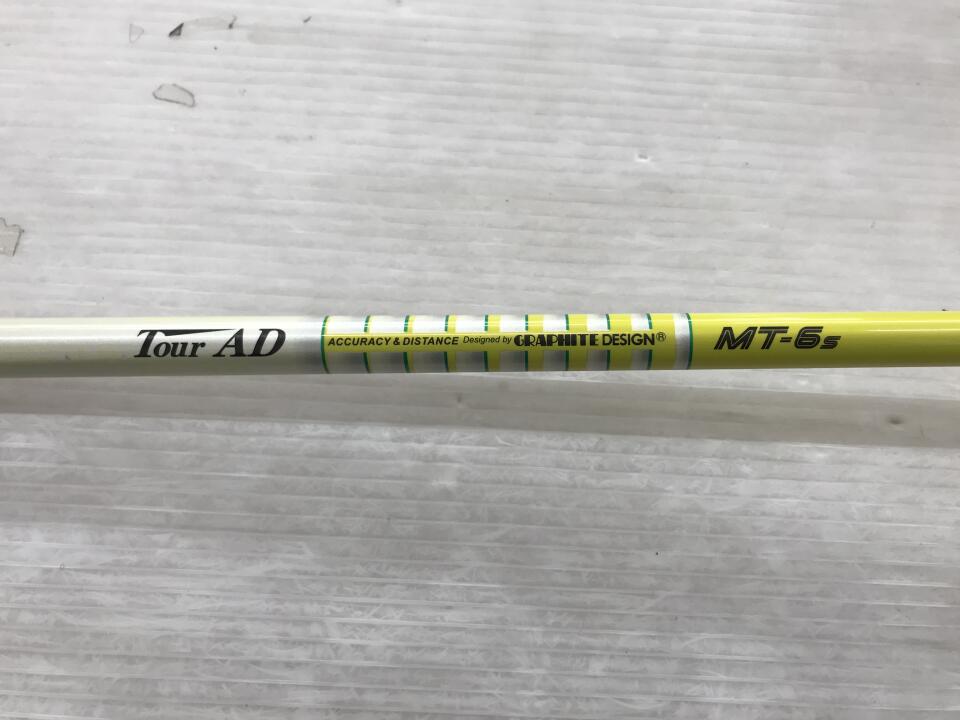 Tour AD ACCURACY & DISTANCE Designed by GRAPHITE DESIGN® MT-6s